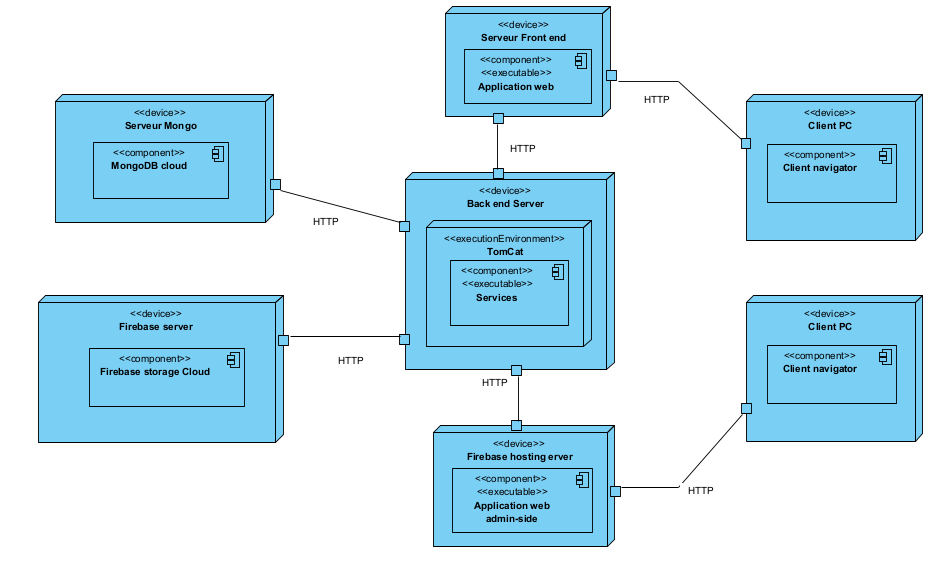 <<device>>
Serveur Front end
<<component>>
<<executable>>
Application web
HTTP
<<device>>
Serveur Mongo
<<component>>
MongoDB cloud
<<device>>
Client PC
<<component>>
Client navigator
HTTP
HTTP
<<device>>
Back end Server
<<executionEnvironment>>
TomCat
<<component>>
<<executable>>
Services
<<device>>
Firebase server
<<component>>
Firebase storage Cloud
HTTP
<<device>>
Client PC
<<component>>
Client navigator
HTTP
<<device>>
Firebase hosting erver
<<component>>
<<executable>>
Application web
admin-side
HTTP